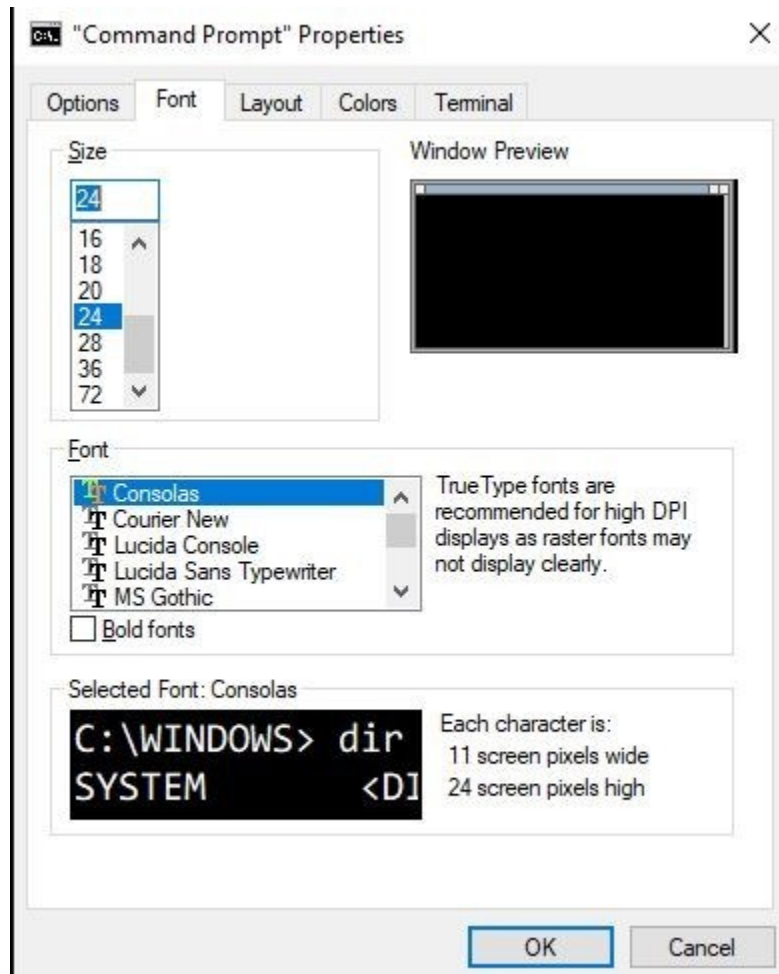 "Command Prompt" Properties
Options Font Layout Colors Terminal
Size
24
16
18
20
24
28
36
72
Window Preview
Font
Consolas
Courier New
Lucida Console
Lucida Sans Typewriter
MS Gothic
TrueType fonts are
recommended for high DPI
displays as raster fonts may
not display clearly.
Bold fonts
Selected Font: Consolas
C:\WINDOWS> dir
SYSTEM <DI
Each character is:
11 screen pixels wide
24 screen pixels high
OK Cancel